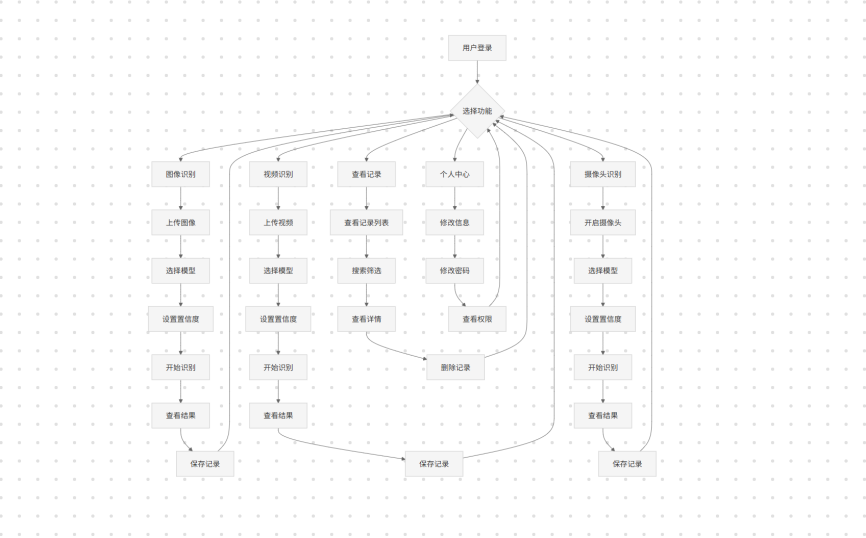 用户登录
选择功能
图像识别
视频识别
查看记录
个人中心
摄像头识别
上传图像
上传视频
查看记录列表
修改信息
开启摄像头
选择模型
选择模型
搜索筛选
修改密码
选择模型
设置置信度
设置置信度
查看详情
查看权限
设置置信度
开始识别
开始识别
删除记录
开始识别
查看结果
查看结果
查看结果
保存记录
保存记录
保存记录